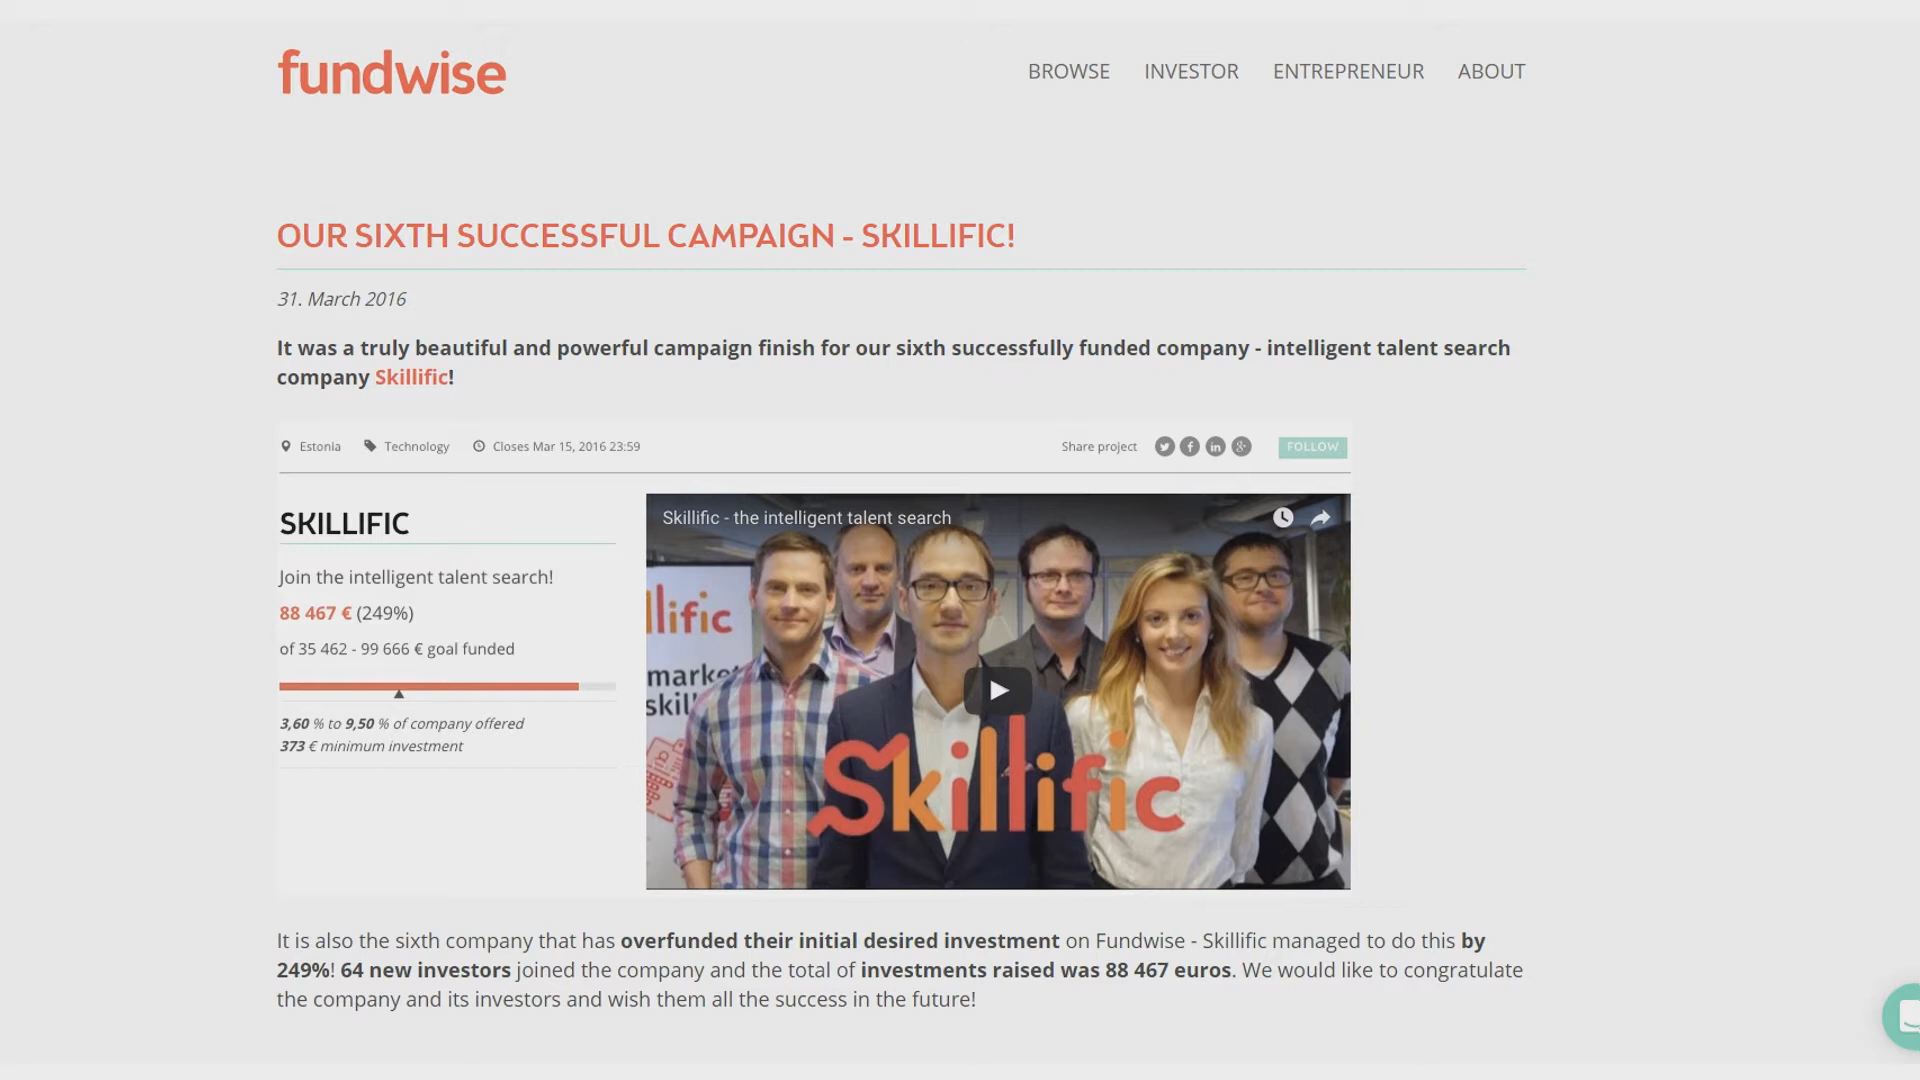 fundwise
BROWSE INVESTOR ENTREPRENEUR ABOUT
OUR SIXTH SUCCESSFUL CAMPAIGN - SKILLIFIC!
31. March 2016
It was a truly beautiful and powerful campaign finish for our sixth successfully funded company - intelligent talent search
company Skillific!
Estonia Technology Closes Mar 15, 2016 23:59 Share project FOLLOW
SKILLIFIC
Join the intelligent talent search!
88 467 € (249%)
of 35 462 - 99 666 € goal funded
3,60 % to 9,50 % of company offered
373 € minimum investment
Skillific - the intelligent talent search
llific
marke
skil
Skillific
It is also the sixth company that has overfunded their initial desired investment on Fundwise - Skillific managed to do this by
249%! 64 new investors joined the company and the total of investments raised was 88 467 euros. We would like to congratulate
the company and its investors and wish them all the success in the future!